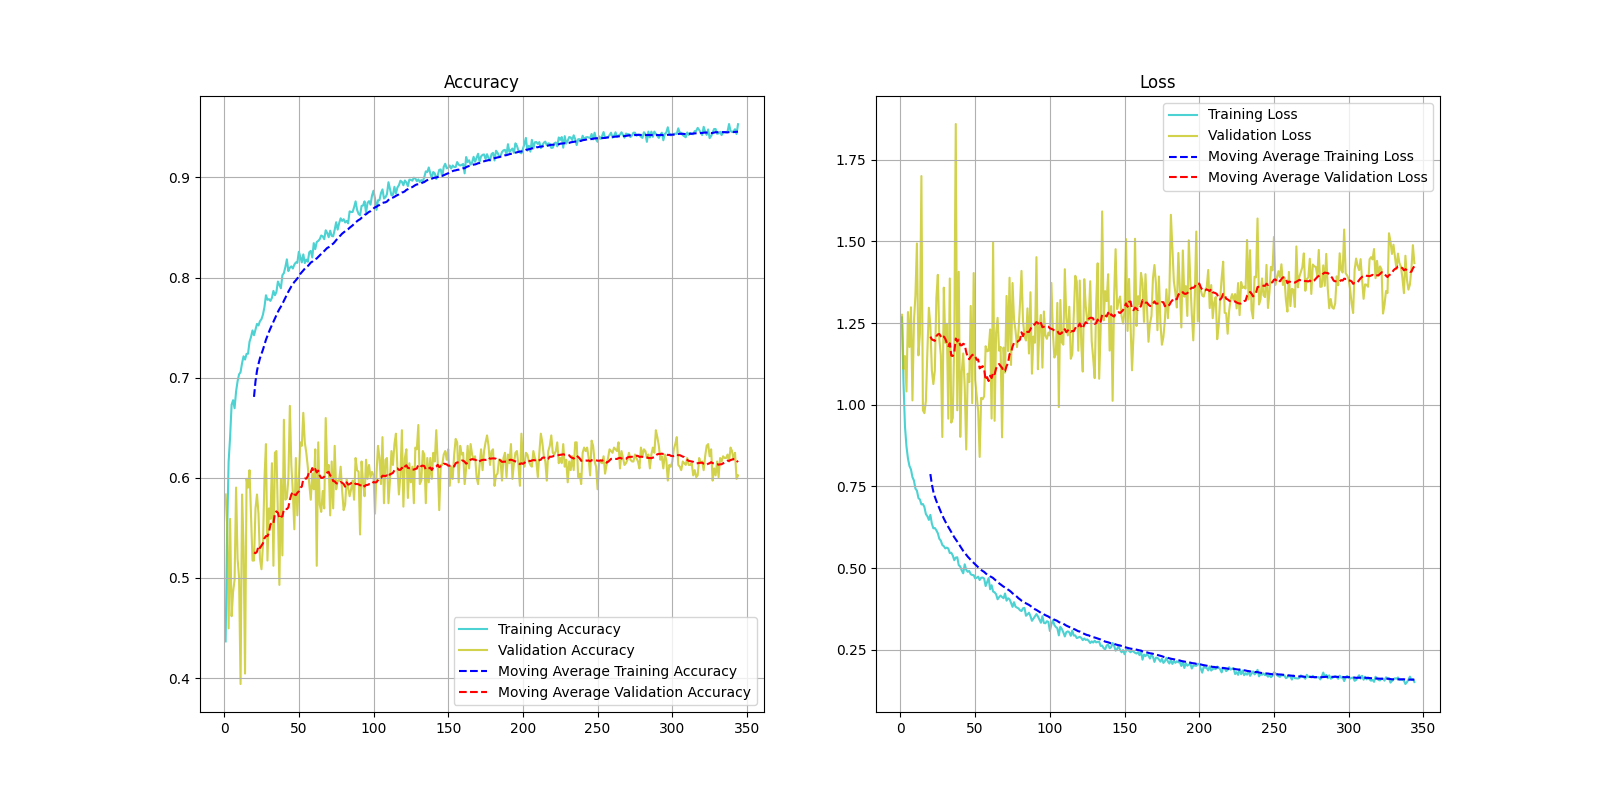 Accuracy
0.9
0.8
0.7
0.6
0.5
0.4
0 50 100 150 200 250 300 350
Training Accuracy
Validation Accuracy
Moving Average Training Accuracy
Moving Average Validation Accuracy
Loss
1.75
1.50
1.25
1.00
0.75
0.50
0.25
0 50 100 150 200 250 300 350
Training Loss
Validation Loss
Moving Average Training Loss
Moving Average Validation Loss